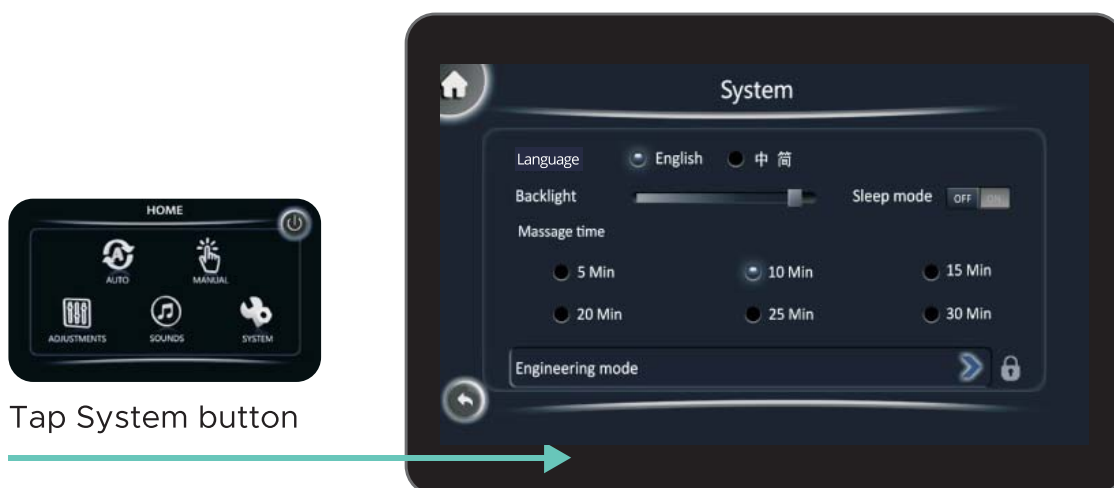 HOME
AUTO MANUAL
ADJUSTMENTS SOUNDS SYSTEM
Tap System button
System
Language English 中 简
Backlight Sleep mode OFF ON
Massage time
5 Min 10 Min 15 Min
20 Min 25 Min 30 Min
Engineering mode